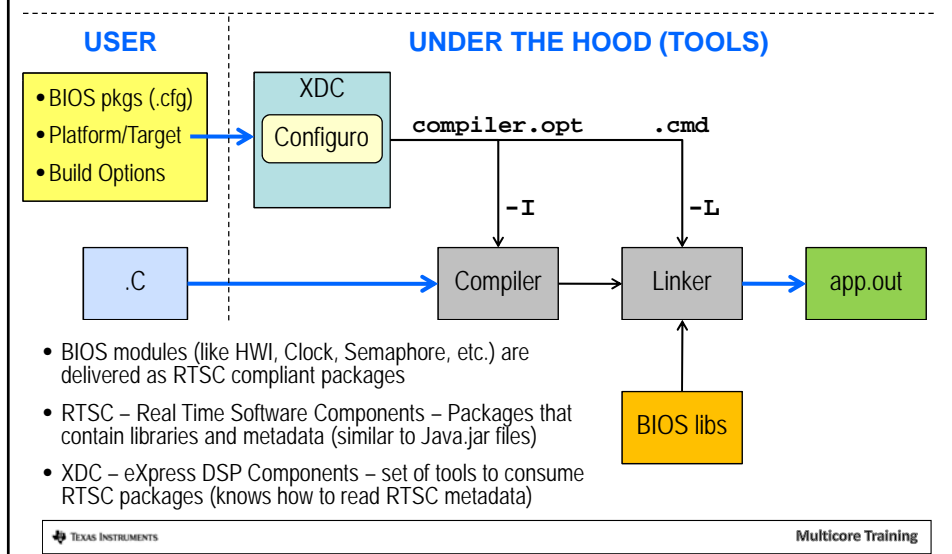 USER
UNDER THE HOOD (TOOLS)
• BIOS pkgs (.cfg)
• Platform/Target
• Build Options
XDC
Configuro
compiler.opt
.cmd
-I
-L
.C
Compiler
Linker
app.out
• BIOS modules (like HWI, Clock, Semaphore, etc.) are
delivered as RTSC compliant packages
• RTSC – Real Time Software Components – Packages that
contain libraries and metadata (similar to Java.jar files)
• XDC – eXpress DSP Components – set of tools to consume
RTSC packages (knows how to read RTSC metadata)
BIOS libs
TEXAS INSTRUMENTS
Multicore Training